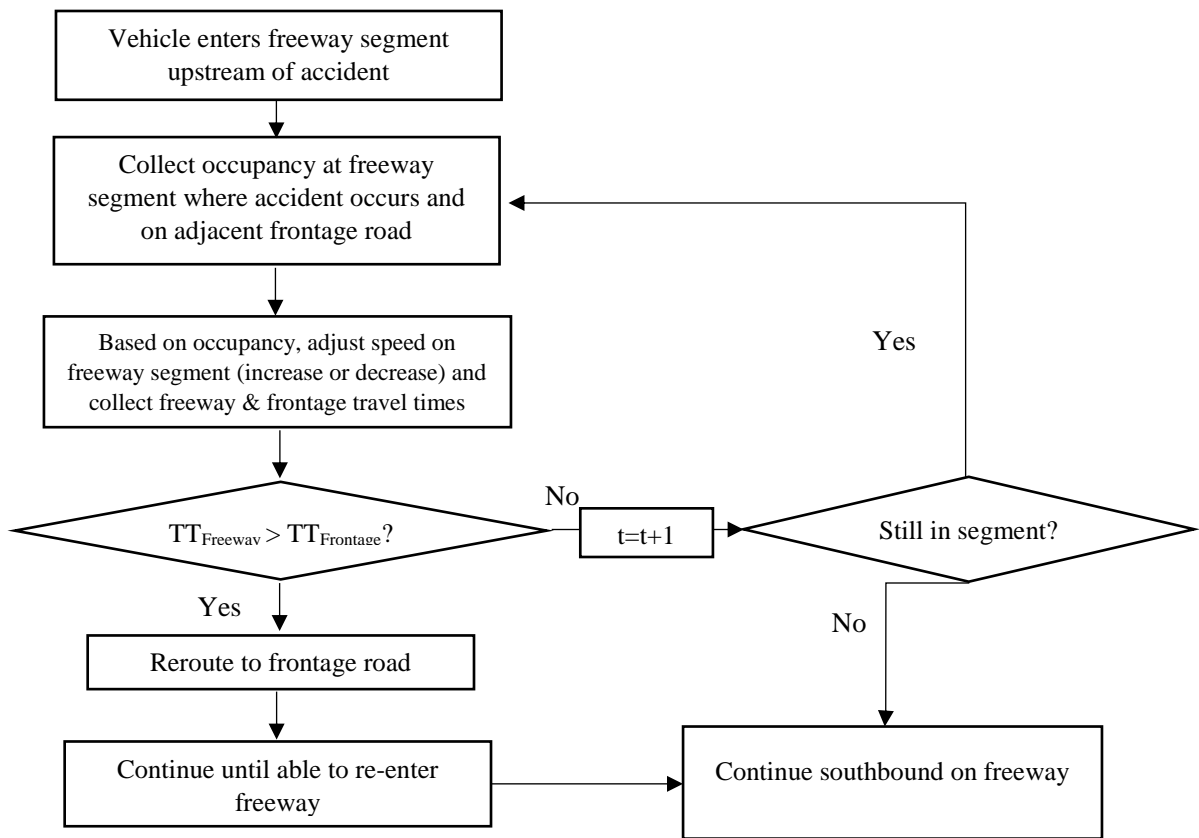 Vehicle enters freeway segment
upstream of accident
Collect occupancy at freeway
segment where accident occurs and
on adjacent frontage road
Based on occupancy, adjust speed on
freeway segment (increase or decrease) and
collect freeway & frontage travel times
Yes
TTFreeway > TTFrontage?
No
t=t+1
Still in segment?
Yes
No
Reroute to frontage road
Continue until able to re-enter
freeway
Continue southbound on freeway